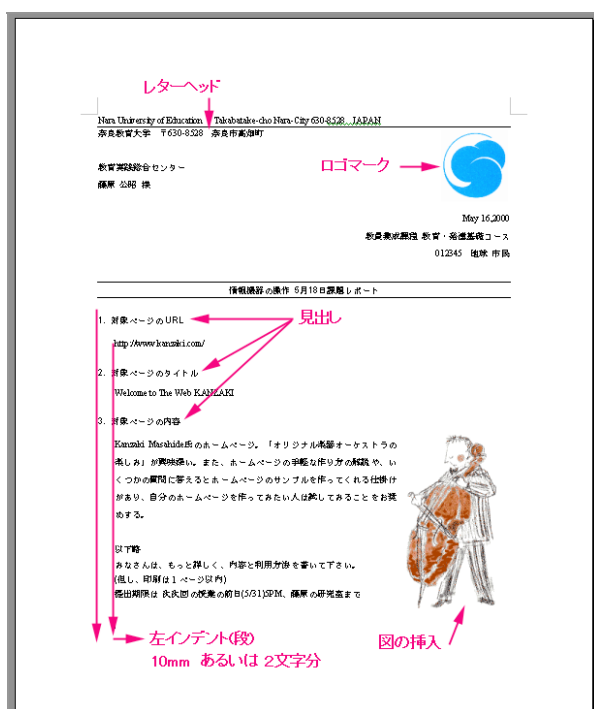 レターヘッド
Nara University of Education Takabatake-cho Nara-City 630-8528 JAPAN
奈良教育大学 〒630-8528 奈良市高畑町
教育実践総合センター
藤原 公昭 様
ロゴマーク
May 16,2000
教員養成課程 教育・発達基礎コース
012345 地球 市民
情報機器の操作 5月18日課題レポート
見出し
1. 対象ページのURL
http://www.kanzaki.com/
2. 対象ページのタイトル
Welcome to The Web KANZAKI
3. 対象ページの内容
Kanzaki Masahide氏のホームページ。「オリジナル楽器オーケストラの
楽しみ」が興味深い。また、ホームページの手軽な作り方の解説や、い
くつかの質問に答えるとホームページのサンプルを作ってくれる仕掛け
があり、自分のホームページを作ってみたい人は試してみることをお奨
めする。
以下略
みなさんは、もっと詳しく、内容と利用方法を書いて下さい。
(但し、印刷は1ページ以内)
提出期限は 次次回の授業の前日(5/31)5PM、藤原の研究室まで
左インデント(段)
10mm あるいは 2文字分
図の挿入